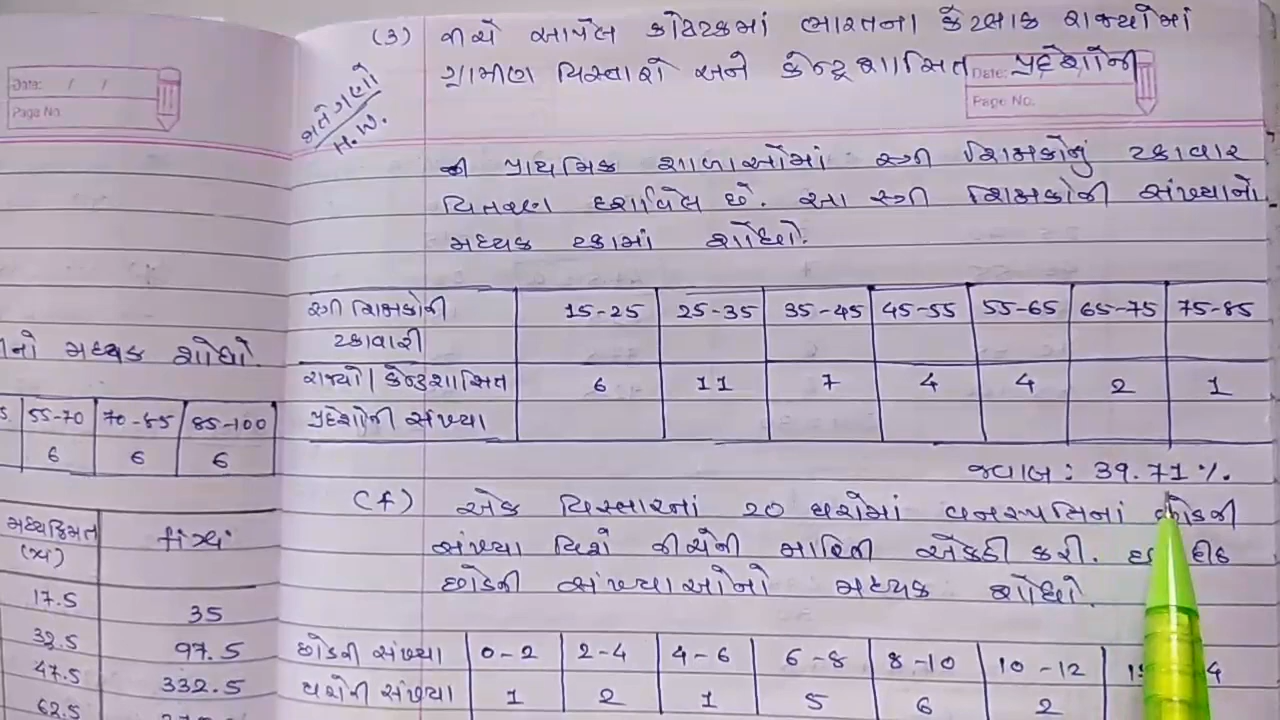 Date: / /
Page No.
નો મધ્યક શોધો.
55-70 70-85 85-100
6 6 6
મધ્યકિંમત fixi
(xi)
17.5 35
32.5 97.5
47.5 332.5
62.5
(3) નીચે આપેલ કોષ્ટકમાં ભારતના કેટલાક રાજ્યોમાં
ગ્રામીણ વિસ્તારો અને કેન્દ્રશાસિત પ્રદેશોની
Date:
Page No.
H.W.
પ્રાથમિક શાળાઓમાં સ્ત્રી શિક્ષકોનું ટકાવાર
વિતરણ દર્શાવેલ છે. આ સ્ત્રી શિક્ષકોની સંખ્યાનો
મધ્યક ટકામાં શોધો.
સ્ત્રી શિક્ષકોની 15-25 25-35 35-45 45-55 55-65 65-75 75-85
ટકાવારી
રાજ્યો | કેન્દ્રશાસિત 6 11 7 4 4 2 1
પ્રદેશોની સંખ્યા
જવાબ : 39.71 %.
(f) એક વિસ્તારનાં 20 ઘરોમાં વનસ્પતિનાં
સંખ્યા વિશે નીચેની માહિતી એકઠી કરી.
છોડની સંખ્યાઓનો મધ્યક શોધો.
છોડની સંખ્યા 0-2 2-4 4-6 6-8 8-10 10-12
ઘરોની સંખ્યા 1 2 1 5 6 2